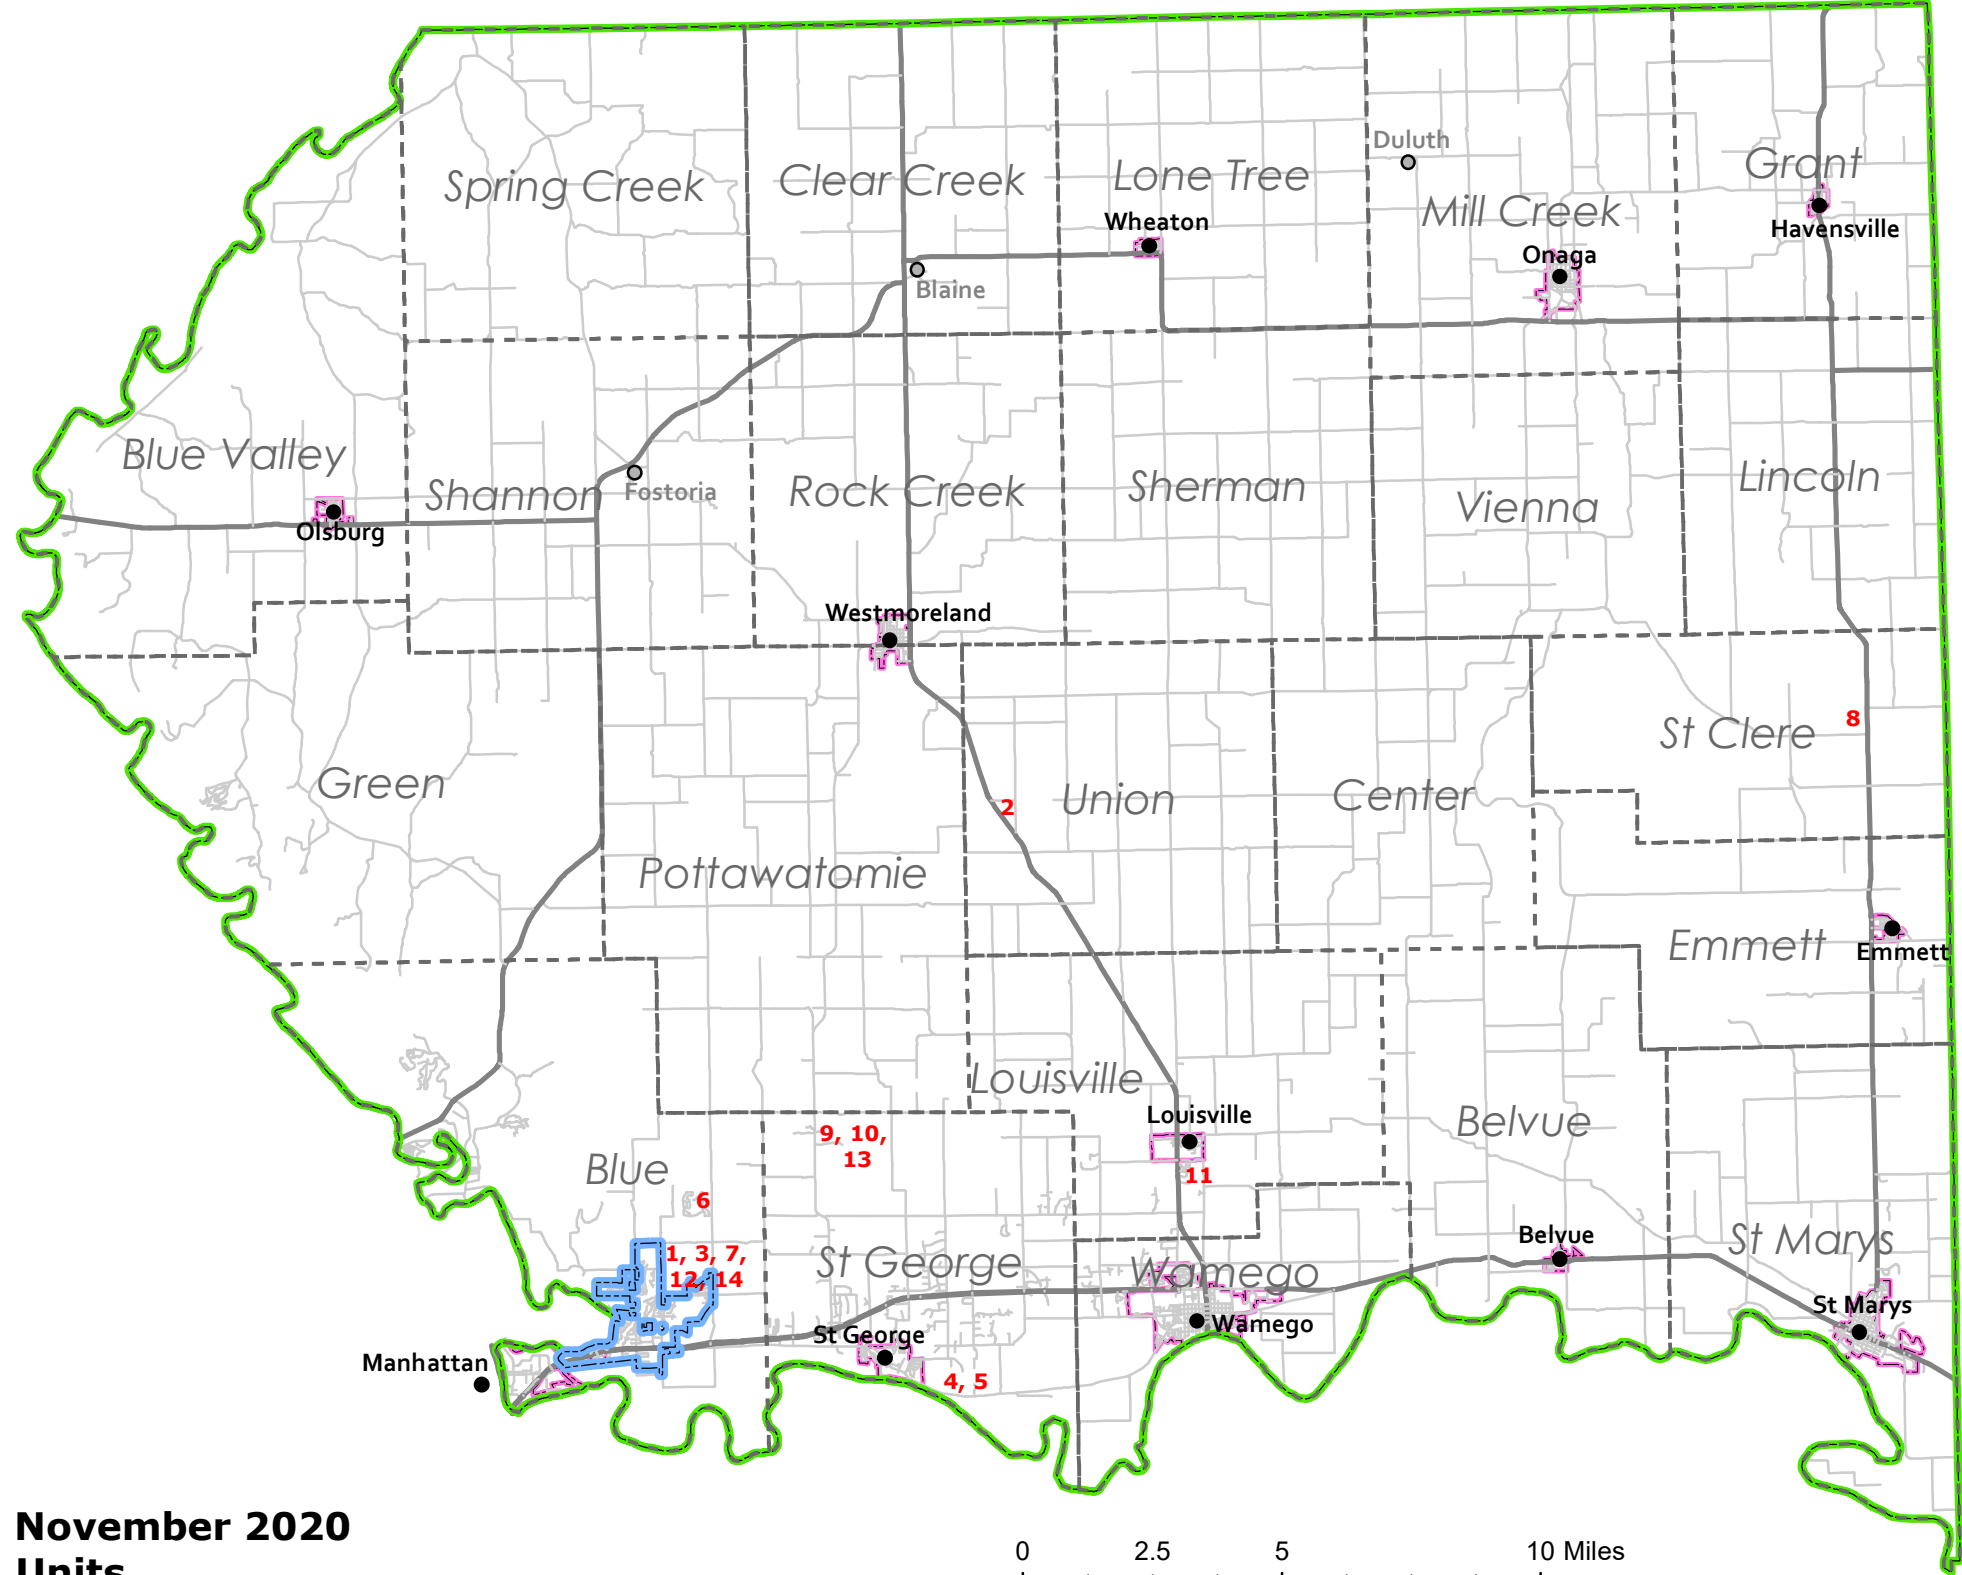 Duluth
Grant
Spring Creek
Clear Creek
Lone Tree
Mill Creek
Wheaton
Havensville
Onaga
Blaine
Blue Valley
Shannon
Fostoria
Rock Creek
Sherman
Vienna
Lincoln
Olsburg
Westmoreland
8
St Clere
Green
2
Union
Center
Pottawatomie
Emmett
Emmett
Louisville
Louisville
Belvue
9, 10,
13
Blue
11
6
Belvue
St Marys
1, 3, 7,
12, 14
St George
Wamego
St Marys
Wamego
St George
Manhattan
4, 5
November 2020
Units
0 2.5 5 10 Miles